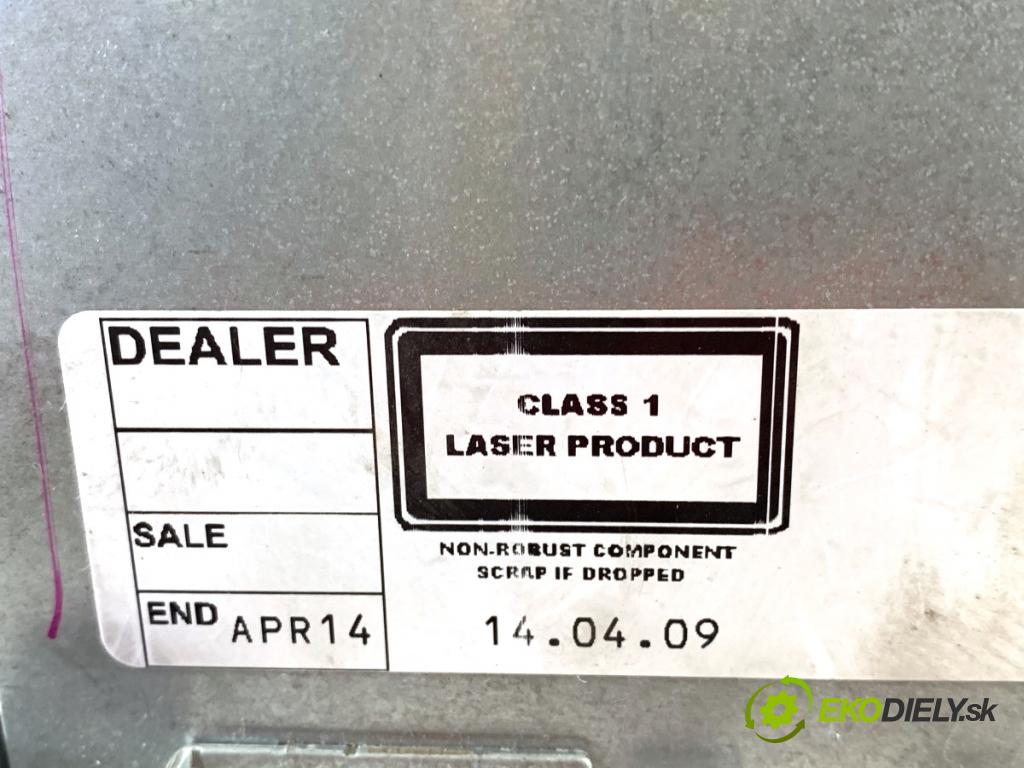 DEALER
SALE
END APR14
CLASS 1
LASER PRODUCT
NON-ROBUST COMPONENT
SCRAP IF DROPPED
14.04.09
EKODIELY.sk